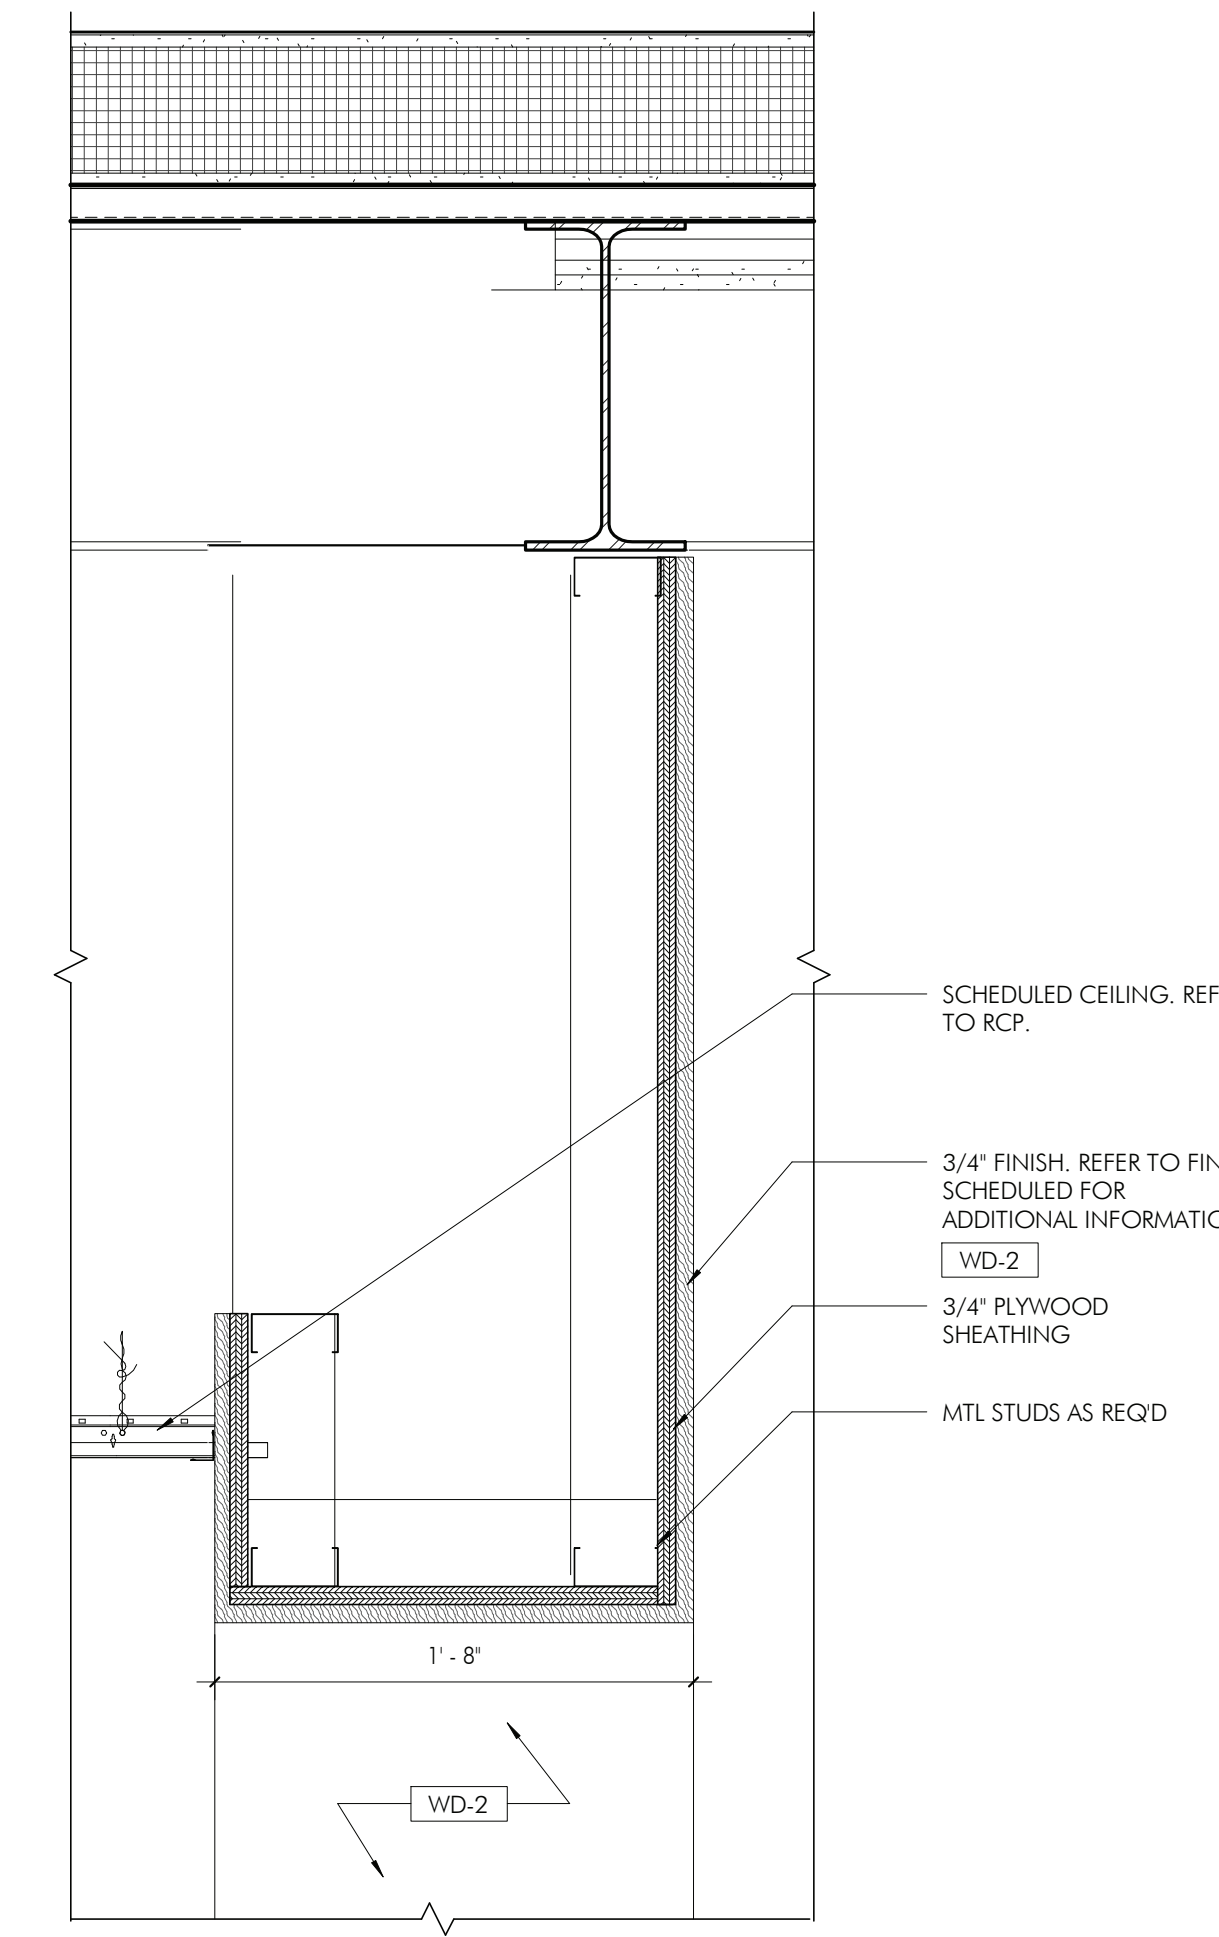 SCHEDULED CEILING. REF
TO RCP.
3/4" FINISH. REFER TO FIN
SCHEDULED FOR
ADDITIONAL INFORMATIO
WD-2
3/4" PLYWOOD
SHEATHING
MTL STUDS AS REQ'D
1' - 8"
WD-2